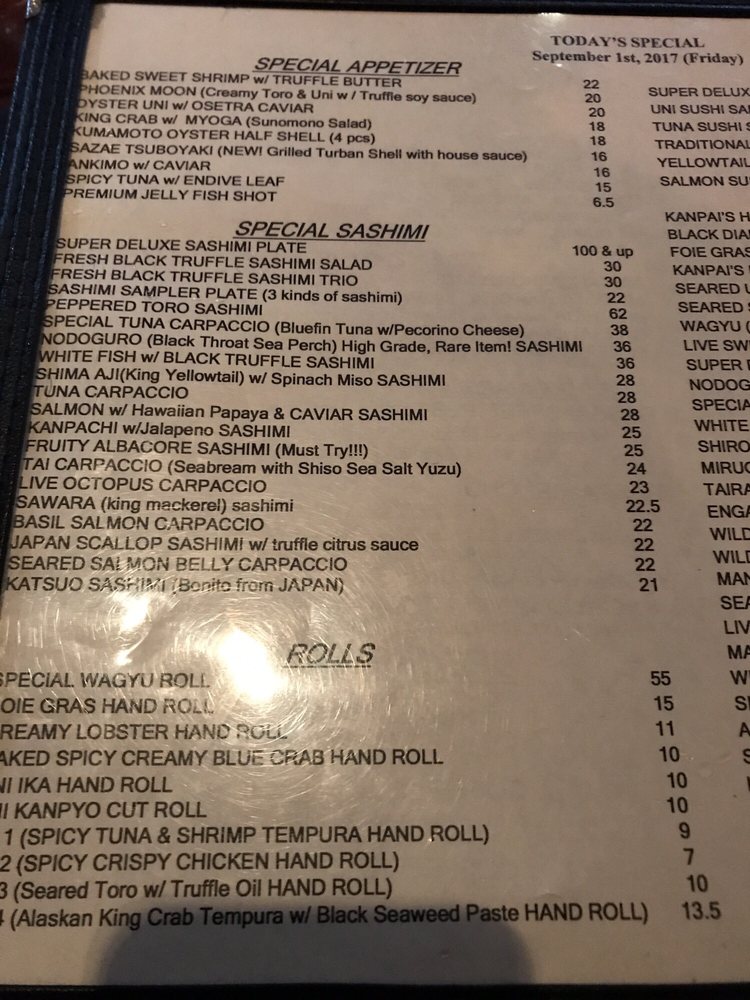 TODAY'S SPECIAL
September 1st, 2017 (Friday)
SPECIAL APPETIZER
BAKED SWEET SHRIMP w/ TRUFFLE BUTTER 22
PHOENIX MOON (Creamy Toro & Uni w / Truffle soy sauce) 20
OYSTER UNI w/ OSETRA CAVIAR 20
KING CRAB w/ MYOGA (Sunomono Salad) 18
KUMAMOTO OYSTER HALF SHELL (4 pcs) 18
SAZAE TSUBOYAKI (NEW! Grilled Turban Shell with house sauce) 16
ANKIMO w/ CAVIAR 16
SPICY TUNA w/ ENDIVE LEAF 15
PREMIUM JELLY FISH SHOT 6.5
SPECIAL SASHIMI
SUPER DELUXE SASHIMI PLATE 100 & up
FRESH BLACK TRUFFLE SASHIMI SALAD 30
FRESH BLACK TRUFFLE SASHIMI TRIO 30
SASHIMI SAMPLER PLATE (3 kinds of sashimi) 22
PEPPERED TORO SASHIMI 62
SPECIAL TUNA CARPACCIO (Bluefin Tuna w/Pecorino Cheese) 38
NODOGURO (Black Throat Sea Perch) High Grade, Rare Item! SASHIMI 36
WHITE FISH w/ BLACK TRUFFLE SASHIMI 36
SHIMA AJI(King Yellowtail) w/ Spinach Miso SASHIMI 28
TUNA CARPACCIO 28
SALMON w/ Hawaiian Papaya & CAVIAR SASHIMI 28
KANPACHI w/Jalapeno SASHIMI 25
FRUITY ALBACORE SASHIMI (Must Try!!!) 25
TAI CARPACCIO (Seabream with Shiso Sea Salt Yuzu) 24
LIVE OCTOPUS CARPACCIO 23
SAWARA (king mackerel) sashimi 22.5
BASIL SALMON CARPACCIO 22
JAPAN SCALLOP SASHIMI w/ truffle citrus sauce 22
SEARED SALMON BELLY CARPACCIO 22
KATSUO SASHIMI (Bonito from JAPAN) 21
ROLLS
SPECIAL WAGYU ROLL 55
OIE GRAS HAND ROLL 15
REAMY LOBSTER HAND ROLL 11
AKED SPICY CREAMY BLUE CRAB HAND ROLL 10
NI IKA HAND ROLL 10
NI KANPYO CUT ROLL 10
1 (SPICY TUNA & SHRIMP TEMPURA HAND ROLL) 9
2 (SPICY CRISPY CHICKEN HAND ROLL) 7
3 (Seared Toro w/ Truffle Oil HAND ROLL) 10
4 (Alaskan King Crab Tempura w/ Black Seaweed Paste HAND ROLL) 13.5
SUPER DELUX
UNI SUSHI SA
TUNA SUSHI S
TRADITIONAL
YELLOWTAIL
SALMON SU
KANPAI'S H
BLACK DIA
FOIE GRAS
KANPAI'S
SEARED U
SEARED
WAGYU (
LIVE SW
SUPER
NODOG
SPECIA
WHITE
SHIRO
MIRUG
TAIRA
ENGA
WILD
WILD
MAN
SEA
LIV
MA
W
S
A